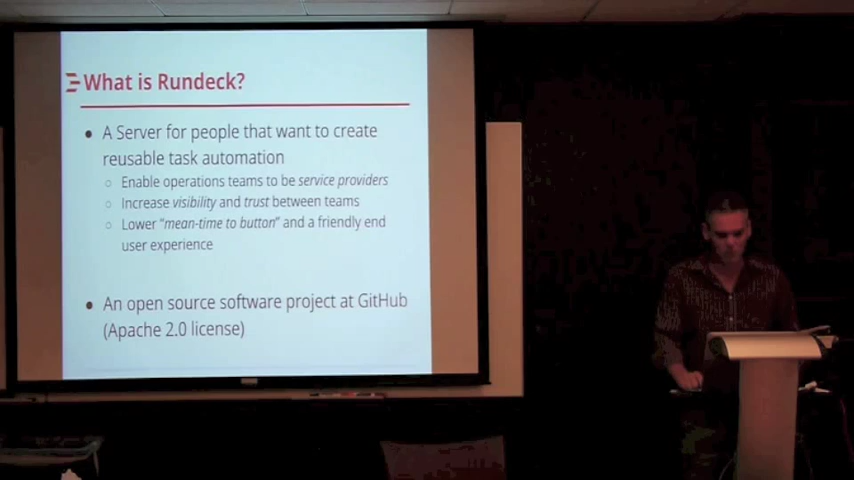 What is Rundeck?
● A Server for people that want to create
reusable task automation
○ Enable operations teams to be service providers
○ Increase visibility and trust between teams
○ Lower “mean-time to button” and a friendly end
user experience
● An open source software project at GitHub
(Apache 2.0 license)